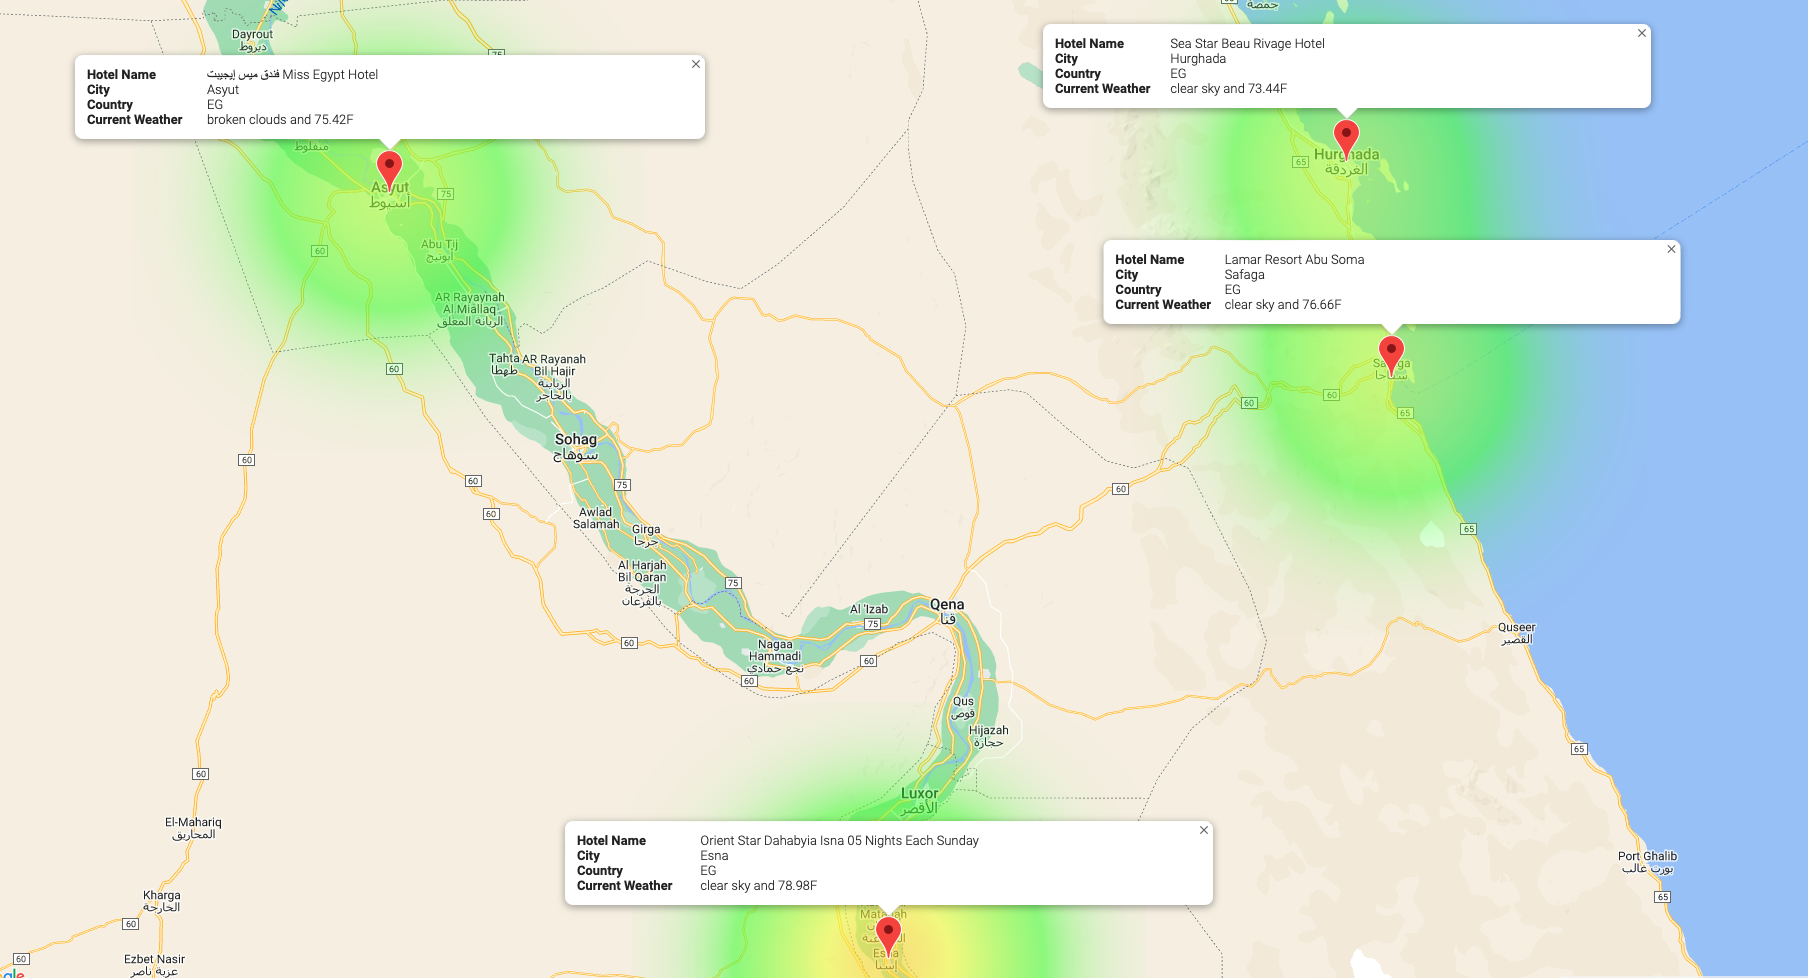 Dayrout
ديروط
75
Hotel Name فندق ميس إيجيبت Miss Egypt Hotel
City Asyut
Country EG
Current Weather broken clouds and 75.42F
Hotel Name Sea Star Beau Rivage Hotel
City Hurghada
Country EG
Current Weather clear sky and 73.44F
منفلوط
Asyut
أسيوط
75
60
Abu Tij
أبوتيج
AR Rayaynah
Al Miallaq
الريانة المعلق
65
Hurghada
الغردقة
Hotel Name Lamar Resort Abu Soma
City Safaga
Country EG
Current Weather clear sky and 76.66F
60
Tahta
طهطا
AR Rayanah
Bil Hajir
الرياينة
بالحاجر
60
60
65
Sohag
سوهاج
60
60
60
75
60
60
Awlad
Salamah
Girga
جرجا
65
Al Harjah
Bil Qaran
الحرجة
بالقرعان
75
Al 'Izab
75
Qena
قنا
60
Nagaa
Hammadi
نجع حمادي
60
60
Quseer
القصير
Qus
قوص
Hijazah
حجازة
65
60
Luxor
الأقصر
El-Mahariq
المحاريق
Hotel Name Orient Star Dahabyia Isna 05 Nights Each Sunday
City Esna
Country EG
Current Weather clear sky and 78.98F
Port Ghalib
بورت غالب
65
Kharga
الخارجة
60
Esna
إسنا
60
Ezbet Nasir
عزبة ناصر